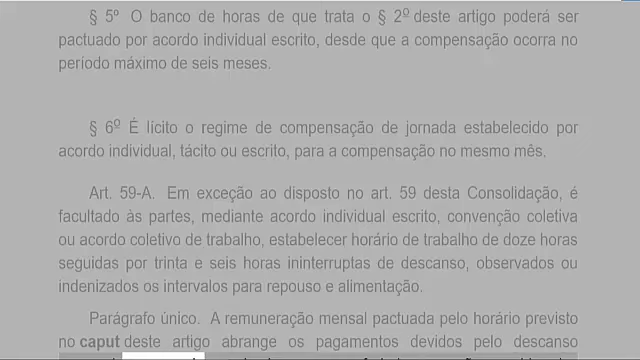 § 5º O banco de horas de que trata o § 2º deste artigo poderá ser
pactuado por acordo individual escrito, desde que a compensação ocorra no
período máximo de seis meses.
§ 6º É lícito o regime de compensação de jornada estabelecido por
acordo individual, tácito ou escrito, para a compensação no mesmo mês.
Art. 59-A. Em exceção ao disposto no art. 59 desta Consolidação, é
facultado às partes, mediante acordo individual escrito, convenção coletiva
ou acordo coletivo de trabalho, estabelecer horário de trabalho de doze horas
seguidas por trinta e seis horas ininterruptas de descanso, observados ou
indenizados os intervalos para repouso e alimentação.
Parágrafo único. A remuneração mensal pactuada pelo horário previsto
no caput deste artigo abrange os pagamentos devidos pelo descanso